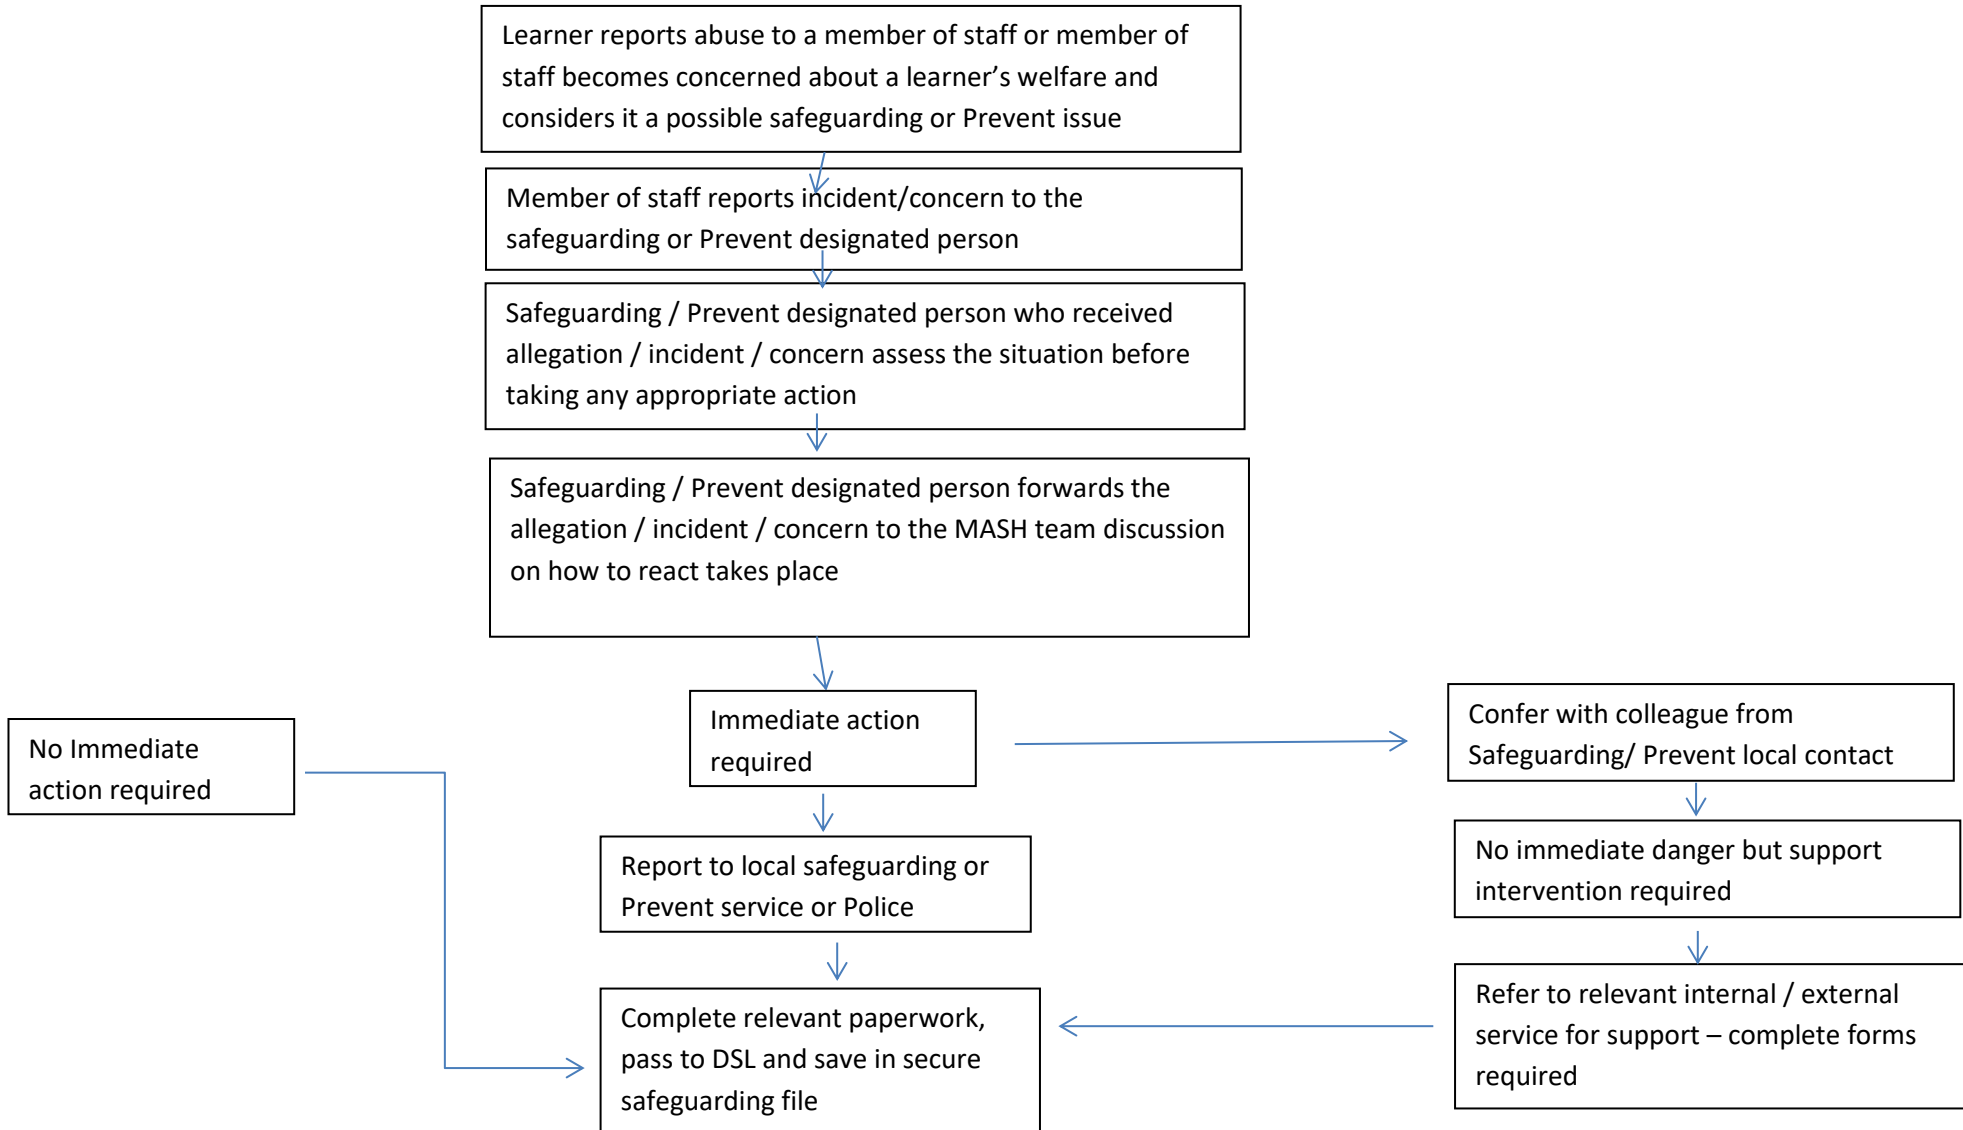 Learner reports abuse to a member of staff or member of
staff becomes concerned about a learner’s welfare and
considers it a possible safeguarding or Prevent issue
Member of staff reports incident/concern to the
safeguarding or Prevent designated person
Safeguarding / Prevent designated person who received
allegation / incident / concern assess the situation before
taking any appropriate action
Safeguarding / Prevent designated person forwards the
allegation / incident / concern to the MASH team discussion
on how to react takes place
No Immediate
action required
Immediate action
required
Confer with colleague from
Safeguarding/ Prevent local contact
Report to local safeguarding or
Prevent service or Police
No immediate danger but support
intervention required
Complete relevant paperwork,
pass to DSL and save in secure
safeguarding file
Refer to relevant internal / external
service for support – complete forms
required